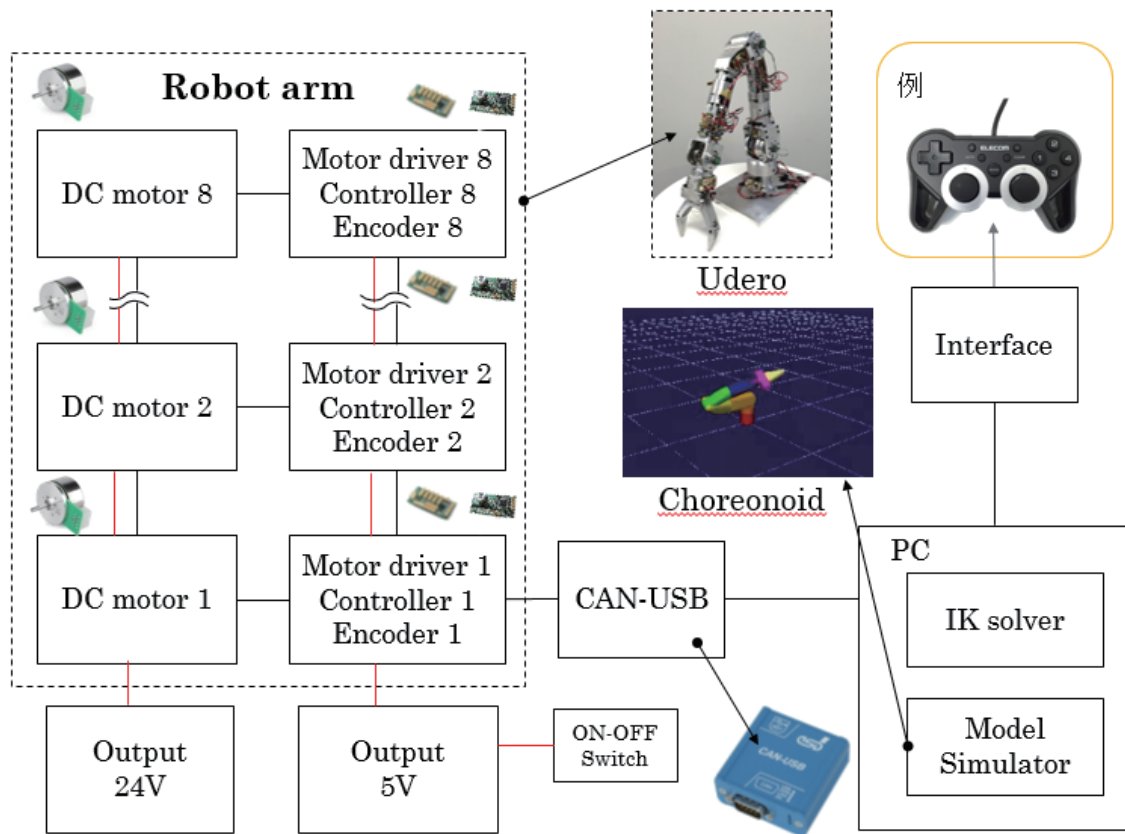 Robot arm
DC motor 8
Motor driver 8
Controller 8
Encoder 8
DC motor 2
Motor driver 2
Controller 2
Encoder 2
DC motor 1
Motor driver 1
Controller 1
Encoder 1
Output
24V
Output
5V
ON-OFF
Switch
Udero
Choreonoid
CAN-USB
CAN-USB
例
ELECOM
Interface
PC
IK solver
Model
Simulator